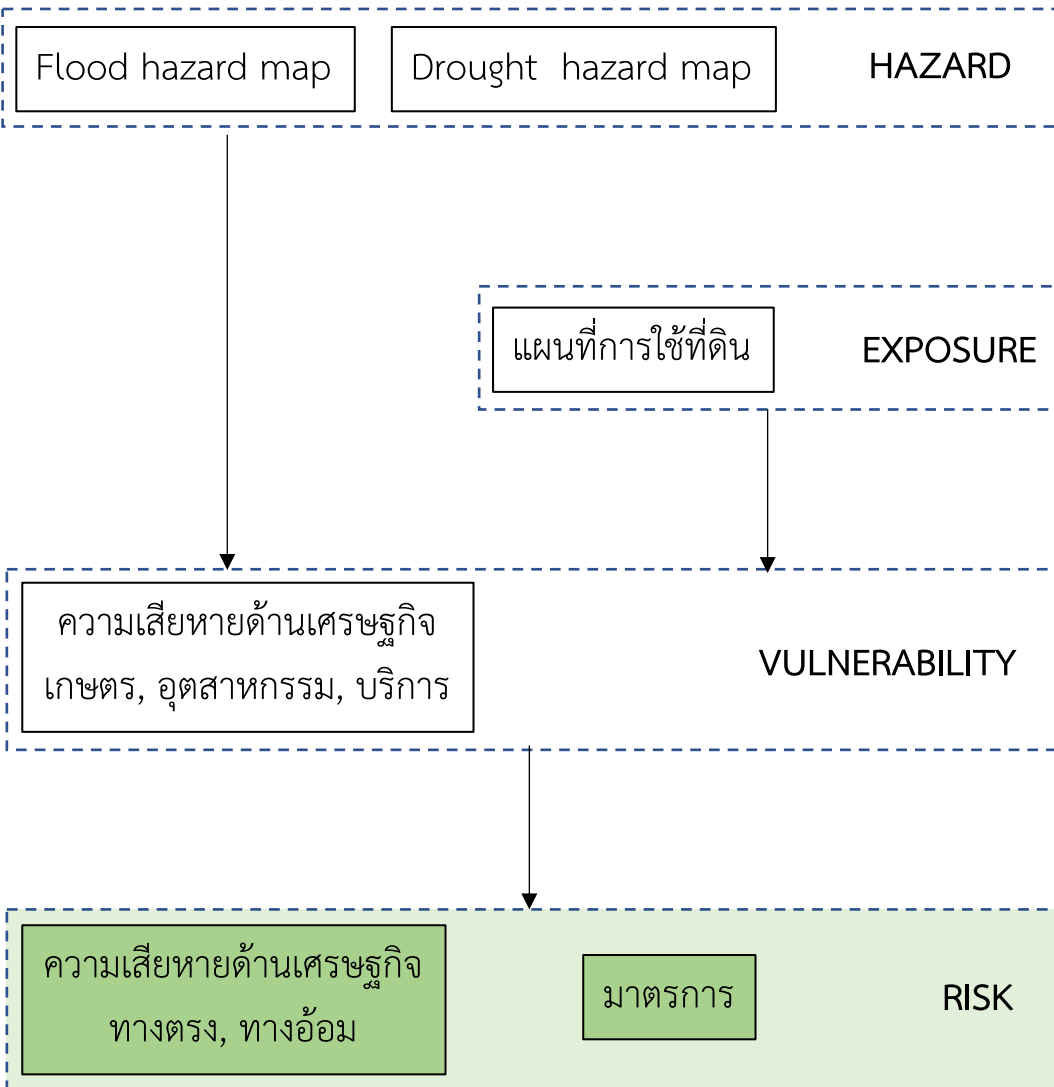 Flood hazard map
Drought hazard map
HAZARD
แผนที่การใช้ที่ดิน
EXPOSURE
ความเสียหายด้านเศรษฐกิจ
เกษตร, อุตสาหกรรม, บริการ
VULNERABILITY
ความเสียหายด้านเศรษฐกิจ
ทางตรง, ทางอ้อม
มาตรการ
RISK